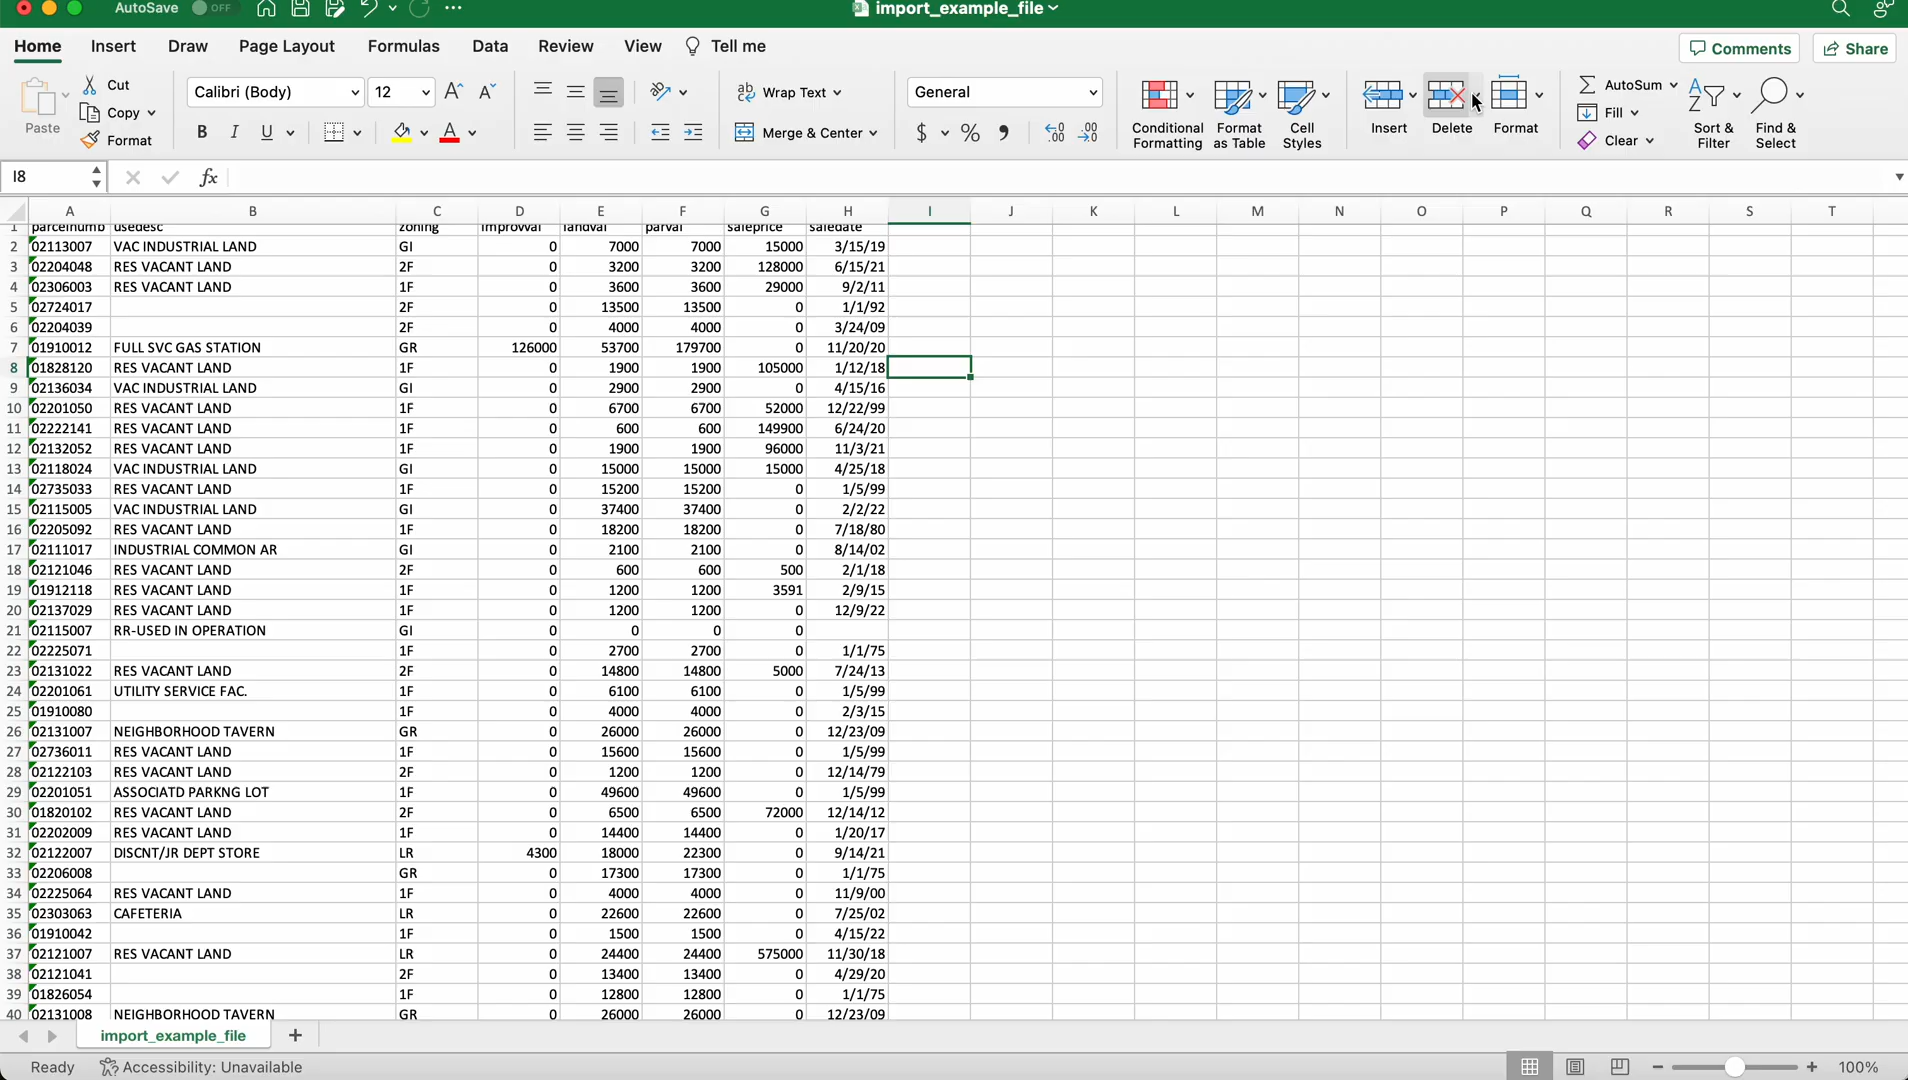 AutoSave OFF import_example_file
Home Insert Draw Page Layout Formulas Data Review View Tell me Comments Share
Paste Cut Copy Format
Calibri (Body) 12 A^ A˅
B I U A
Wrap Text
Merge & Center
General
$ % 9 .00 .0
Conditional Formatting Format as Table Cell Styles
Insert Delete Format
AutoSum Fill Clear
Sort & Filter Find & Select
I8 fx
A B C D E F G H I J K L M N O P Q R S T
1 parcelnumb usedesc zoning improvval landval parval saleprice saledate
2 02113007 VAC INDUSTRIAL LAND GI 0 7000 7000 15000 3/15/19
3 02204048 RES VACANT LAND 2F 0 3200 3200 128000 6/15/21
4 02306003 RES VACANT LAND 1F 0 3600 3600 29000 9/2/11
5 02724017 2F 0 13500 13500 0 1/1/92
6 02204039 2F 0 4000 4000 0 3/24/09
7 01910012 FULL SVC GAS STATION GR 126000 53700 179700 0 11/20/20
8 01828120 RES VACANT LAND 1F 0 1900 1900 105000 1/12/18
9 02136034 VAC INDUSTRIAL LAND GI 0 2900 2900 0 4/15/16
10 02201050 RES VACANT LAND 1F 0 6700 6700 52000 12/22/99
11 02222141 RES VACANT LAND 1F 0 600 600 149900 6/24/20
12 02132052 RES VACANT LAND 1F 0 1900 1900 96000 11/3/21
13 02118024 VAC INDUSTRIAL LAND GI 0 15000 15000 15000 4/25/18
14 02735033 RES VACANT LAND 1F 0 15200 15200 0 1/5/99
15 02115005 VAC INDUSTRIAL LAND GI 0 37400 37400 0 2/2/22
16 02205092 RES VACANT LAND 1F 0 18200 18200 0 7/18/80
17 02111017 INDUSTRIAL COMMON AR GI 0 2100 2100 0 8/14/02
18 02121046 RES VACANT LAND 2F 0 600 600 500 2/1/18
19 01912118 RES VACANT LAND 1F 0 1200 1200 3591 2/9/15
20 02137029 RES VACANT LAND 1F 0 1200 1200 0 12/9/22
21 02115007 RR-USED IN OPERATION GI 0 0 0 0
22 02225071 1F 0 2700 2700 0 1/1/75
23 02131022 RES VACANT LAND 2F 0 14800 14800 5000 7/24/13
24 02201061 UTILITY SERVICE FAC. 1F 0 6100 6100 0 1/5/99
25 01910080 1F 0 4000 4000 0 2/3/15
26 02131007 NEIGHBORHOOD TAVERN GR 0 26000 26000 0 12/23/09
27 02736011 RES VACANT LAND 1F 0 15600 15600 0 1/5/99
28 02122103 RES VACANT LAND 2F 0 1200 1200 0 12/14/79
29 02201051 ASSOCIATD PARKNG LOT 1F 0 49600 49600 0 1/5/99
30 01820102 RES VACANT LAND 2F 0 6500 6500 72000 12/14/12
31 02202009 RES VACANT LAND 1F 0 14400 14400 0 1/20/17
32 02122007 DISCNT/JR DEPT STORE LR 4300 18000 22300 0 9/14/21
33 02206008 GR 0 17300 17300 0 1/1/75
34 02225064 RES VACANT LAND 1F 0 4000 4000 0 11/9/00
35 02303063 CAFETERIA LR 0 22600 22600 0 7/25/02
36 01910042 1F 0 1500 1500 0 4/15/22
37 02121007 RES VACANT LAND LR 0 24400 24400 575000 11/30/18
38 02121041 2F 0 13400 13400 0 4/29/20
39 01826054 1F 0 12800 12800 0 1/1/75
40 02131008 NEIGHBORHOOD TAVERN GR 0 26000 26000 0 12/23/09
import_example_file +
Ready Accessibility: Unavailable 100%